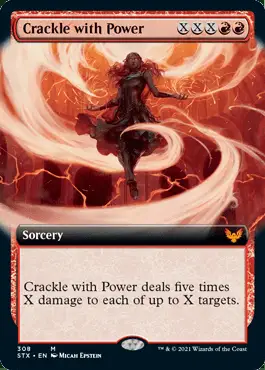 Crackle with Power XXXRR
Sorcery
Crackle with Power deals five times
X damage to each of up to X targets.
308 M
STX • EN MICAH EPSTEIN
™ & © 2021 Wizards of the Coast